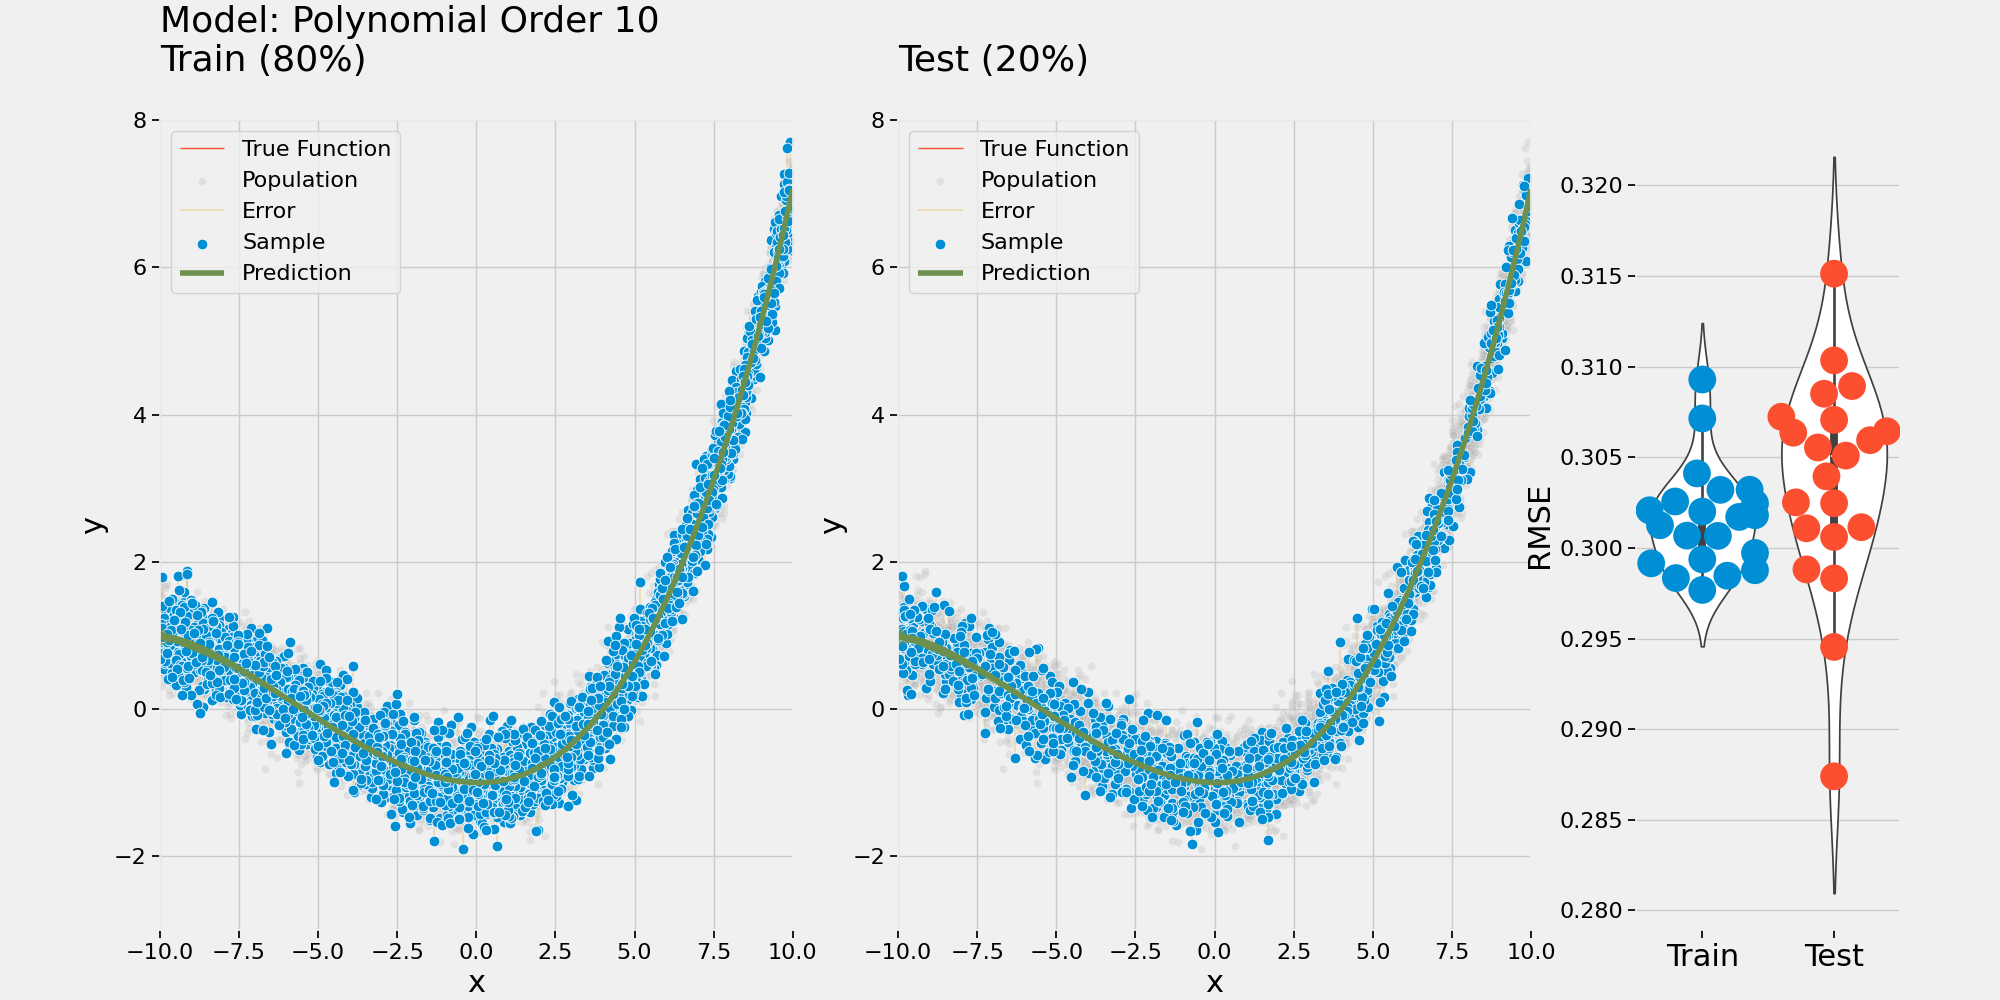 Model: Polynomial Order 10
Train (80%)
Test (20%)
8
6
4
2
0
−2
y
True Function
Population
Error
Sample
Prediction
−10.0 −7.5 −5.0 −2.5 0.0 2.5 5.0 7.5 10.0
x
8
6
4
2
0
−2
y
True Function
Population
Error
Sample
Prediction
−10.0 −7.5 −5.0 −2.5 0.0 2.5 5.0 7.5 10.0
x
0.320
0.315
0.310
0.305
0.300
0.295
0.290
0.285
0.280
RMSE
Train Test